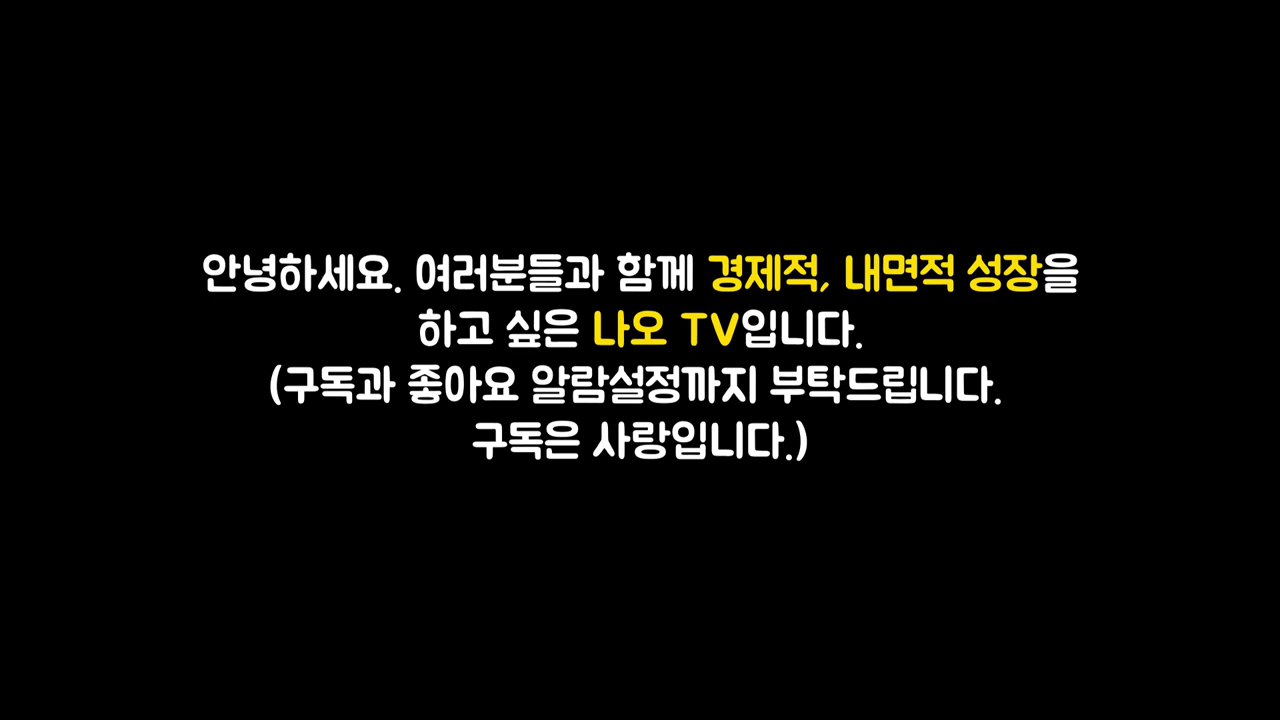 안녕하세요. 여러분들과 함께 경제적, 내면적 성장을
하고 싶은 나오 TV입니다.
(구독과 좋아요 알람설정까지 부탁드립니다.
구독은 사랑입니다.)